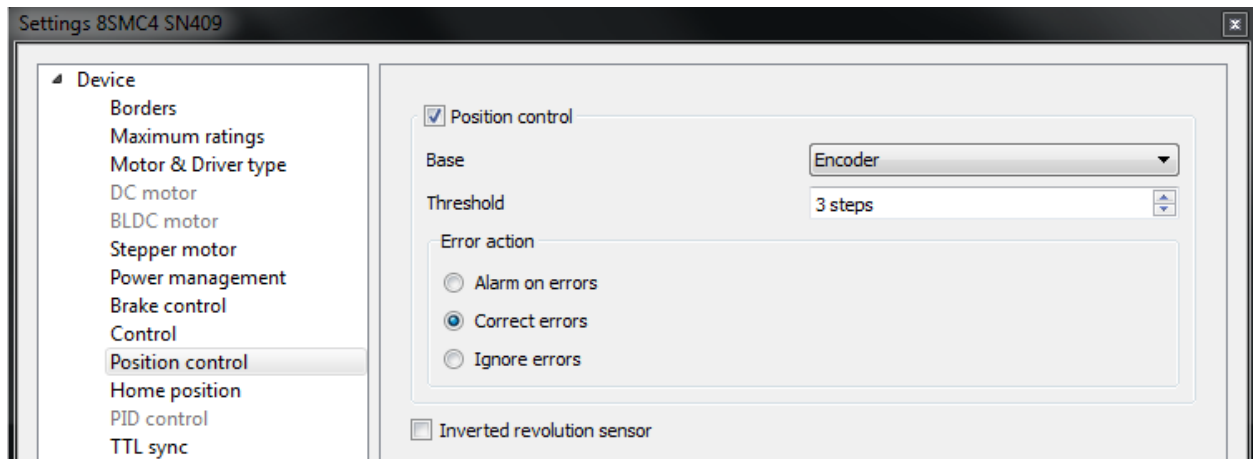 Settings 8SMC4 SN409
Device
Borders
Maximum ratings
Motor & Driver type
DC motor
BLDC motor
Stepper motor
Power management
Brake control
Control
Position control
Home position
PID control
TTL sync
Position control
Base Encoder
Threshold 3 steps
Error action
Alarm on errors
Correct errors
Ignore errors
Inverted revolution sensor